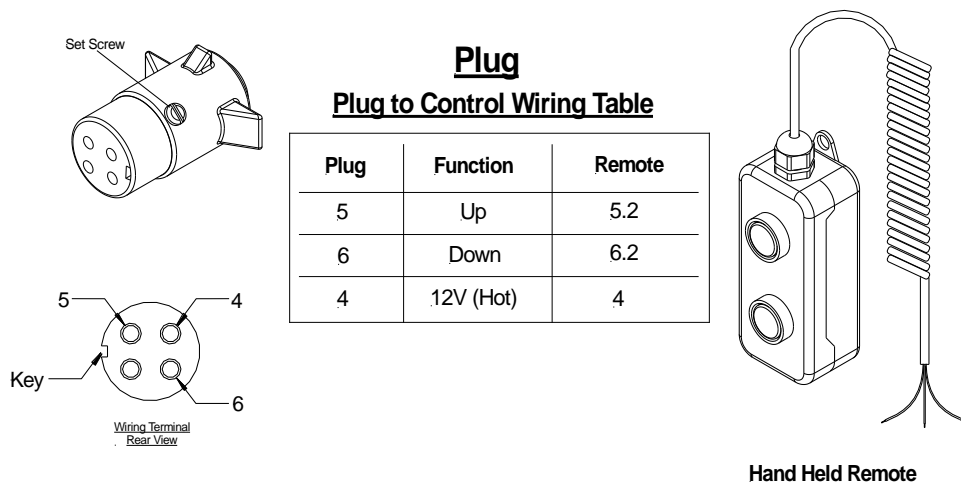 Set Screw
Plug
Plug to Control Wiring Table
Plug Function Remote
5 Up 5.2
6 Down 6.2
4 12V (Hot) 4
5 4
Key
6
Wiring Terminal
Rear View
Hand Held Remote